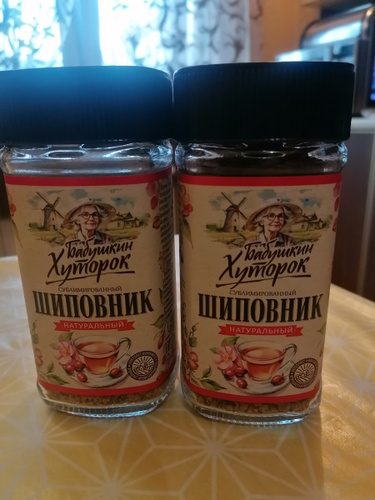 Бабушкин
Хуторок
СУБЛИМИРОВАННЫЙ
ШИПОВНИК
НАТУРАЛЬНЫЙ
Бабушкин
Хуторок
СУБЛИМИРОВАННЫЙ
ШИПОВНИК
НАТУРАЛЬНЫЙ